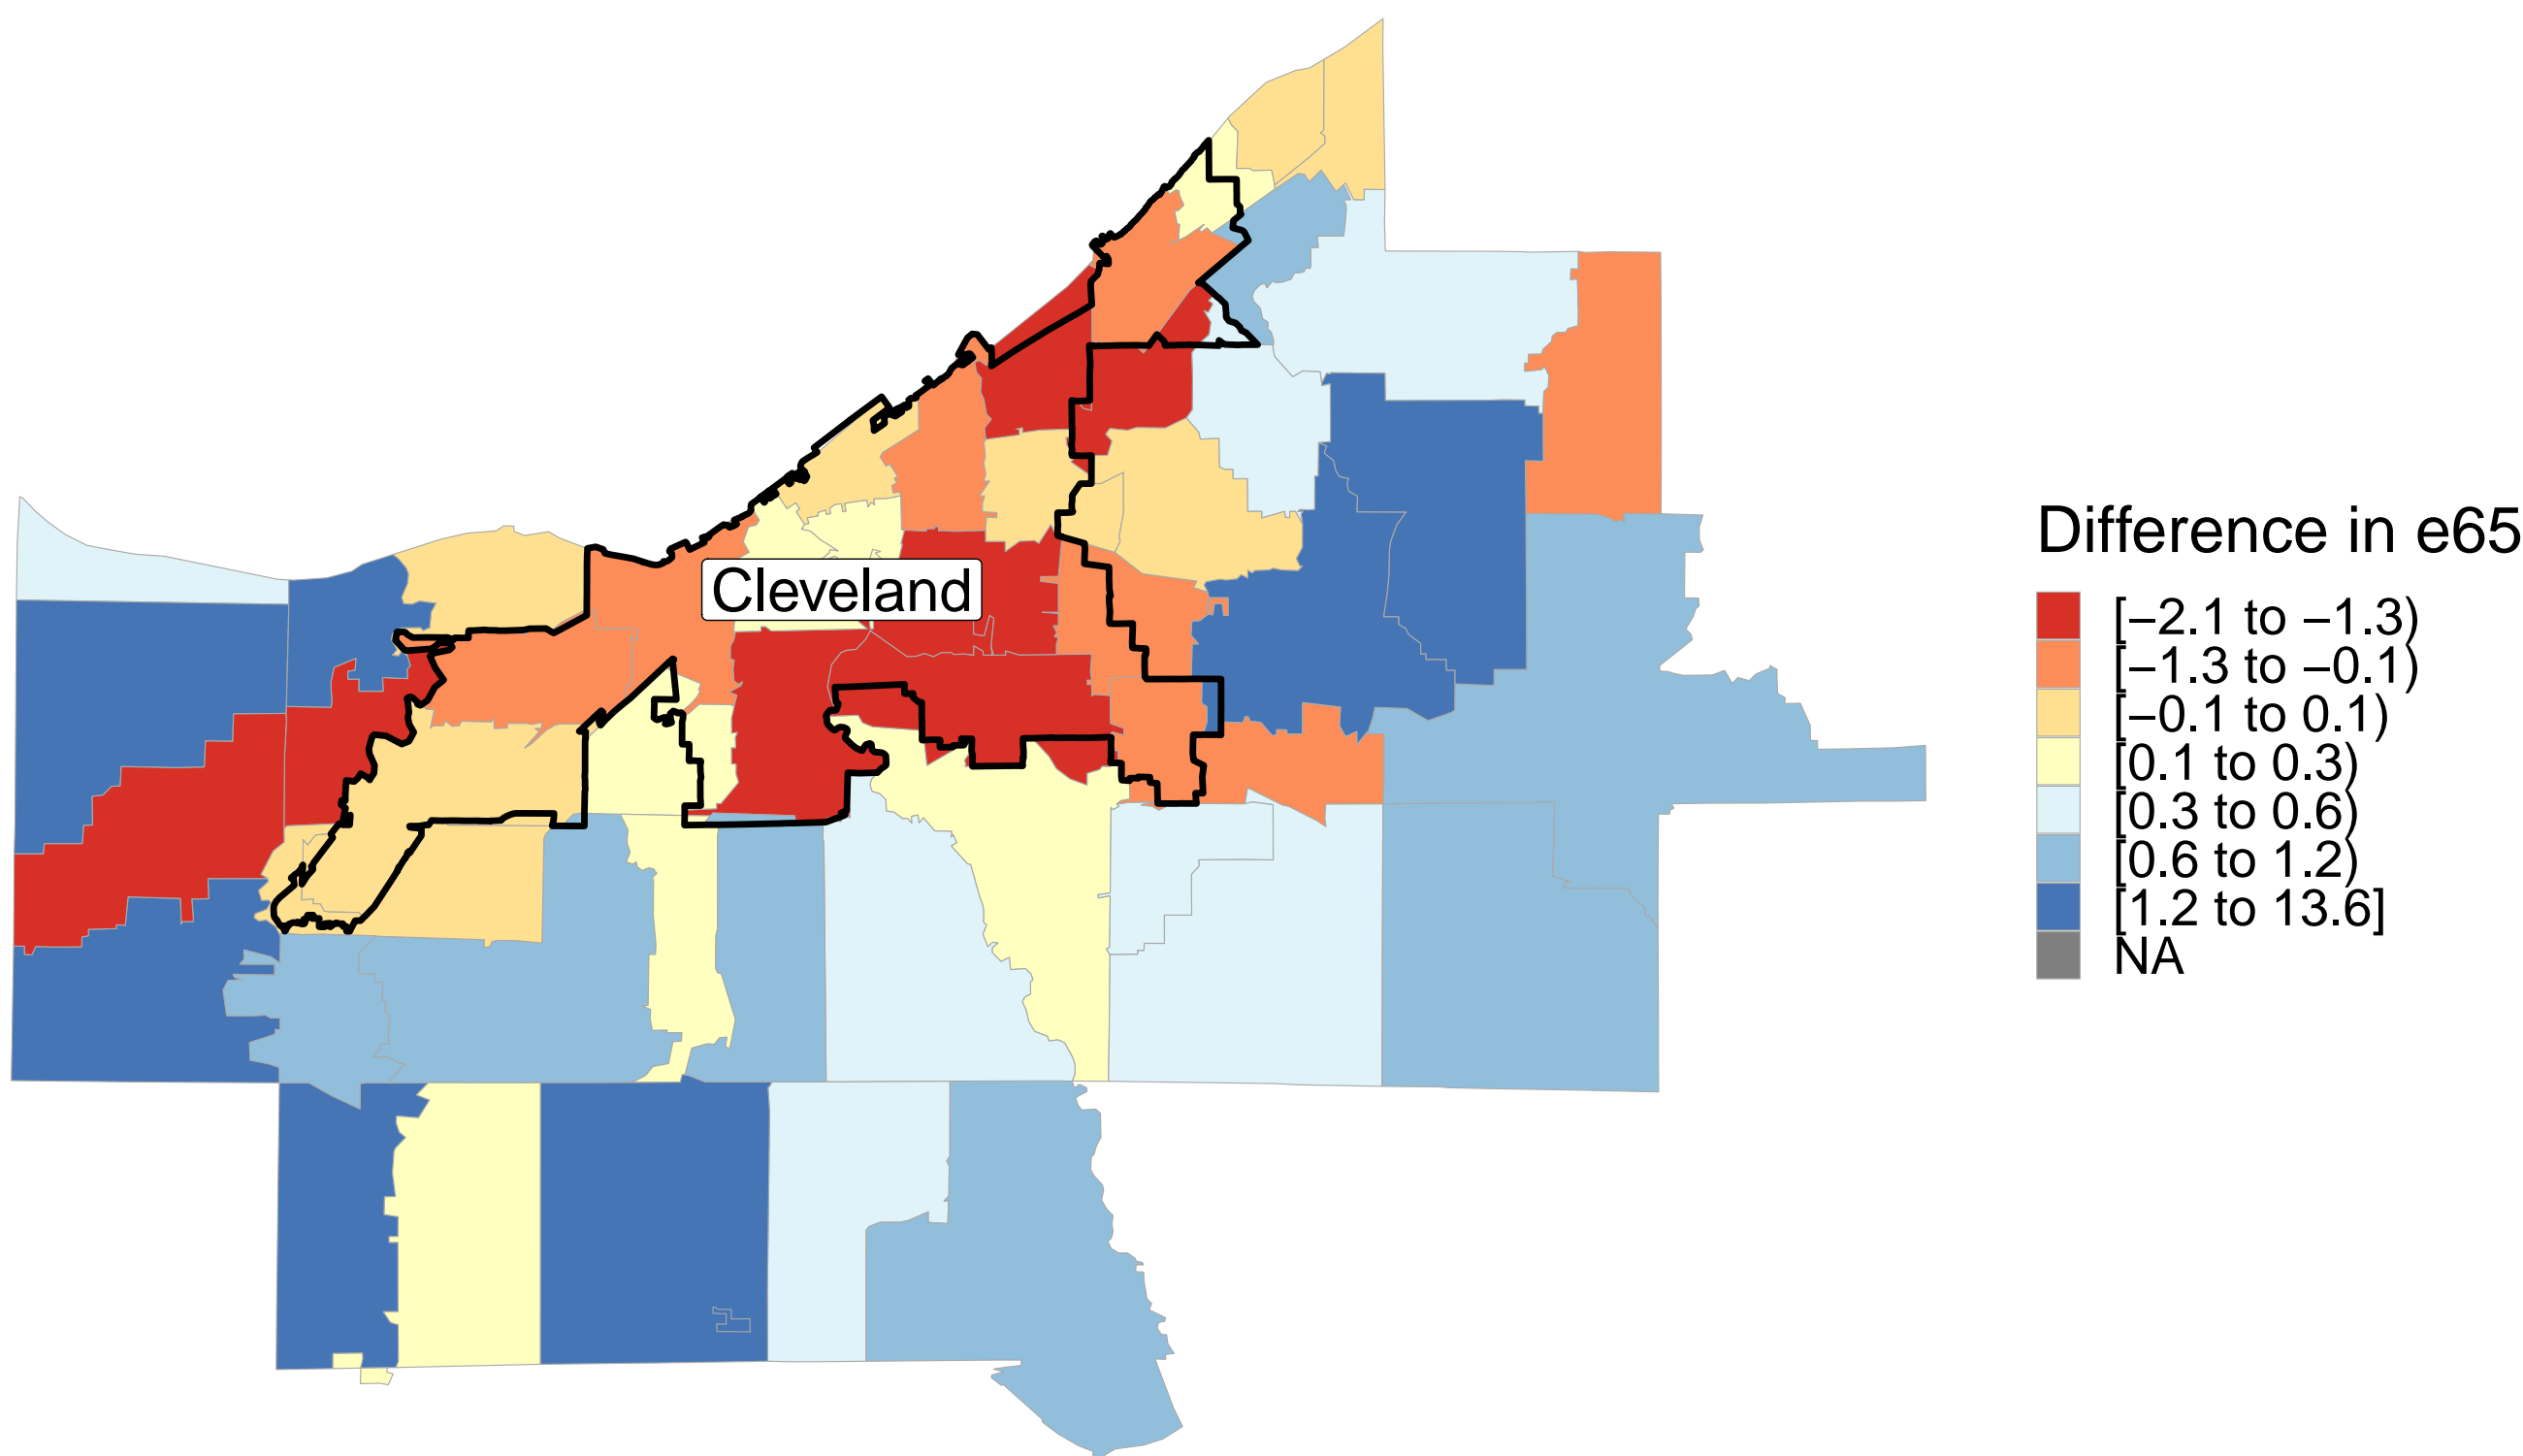 Cleveland
Difference in e65
[−2.1 to −1.3)
[−1.3 to −0.1)
[−0.1 to 0.1)
[0.1 to 0.3)
[0.3 to 0.6)
[0.6 to 1.2)
[1.2 to 13.6]
NA